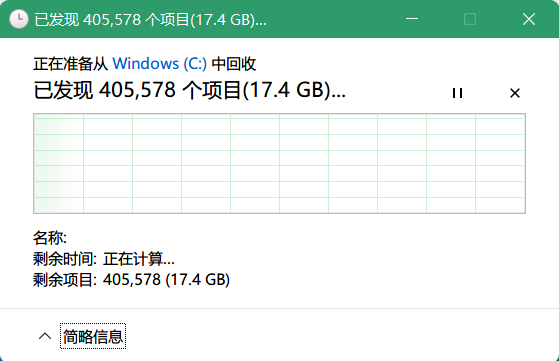 已发现 405,578 个项目(17.4 GB)...
正在准备从 Windows (C:) 中回收
已发现 405,578 个项目(17.4 GB)...
名称:
剩余时间: 正在计算...
剩余项目: 405,578 (17.4 GB)
简略信息